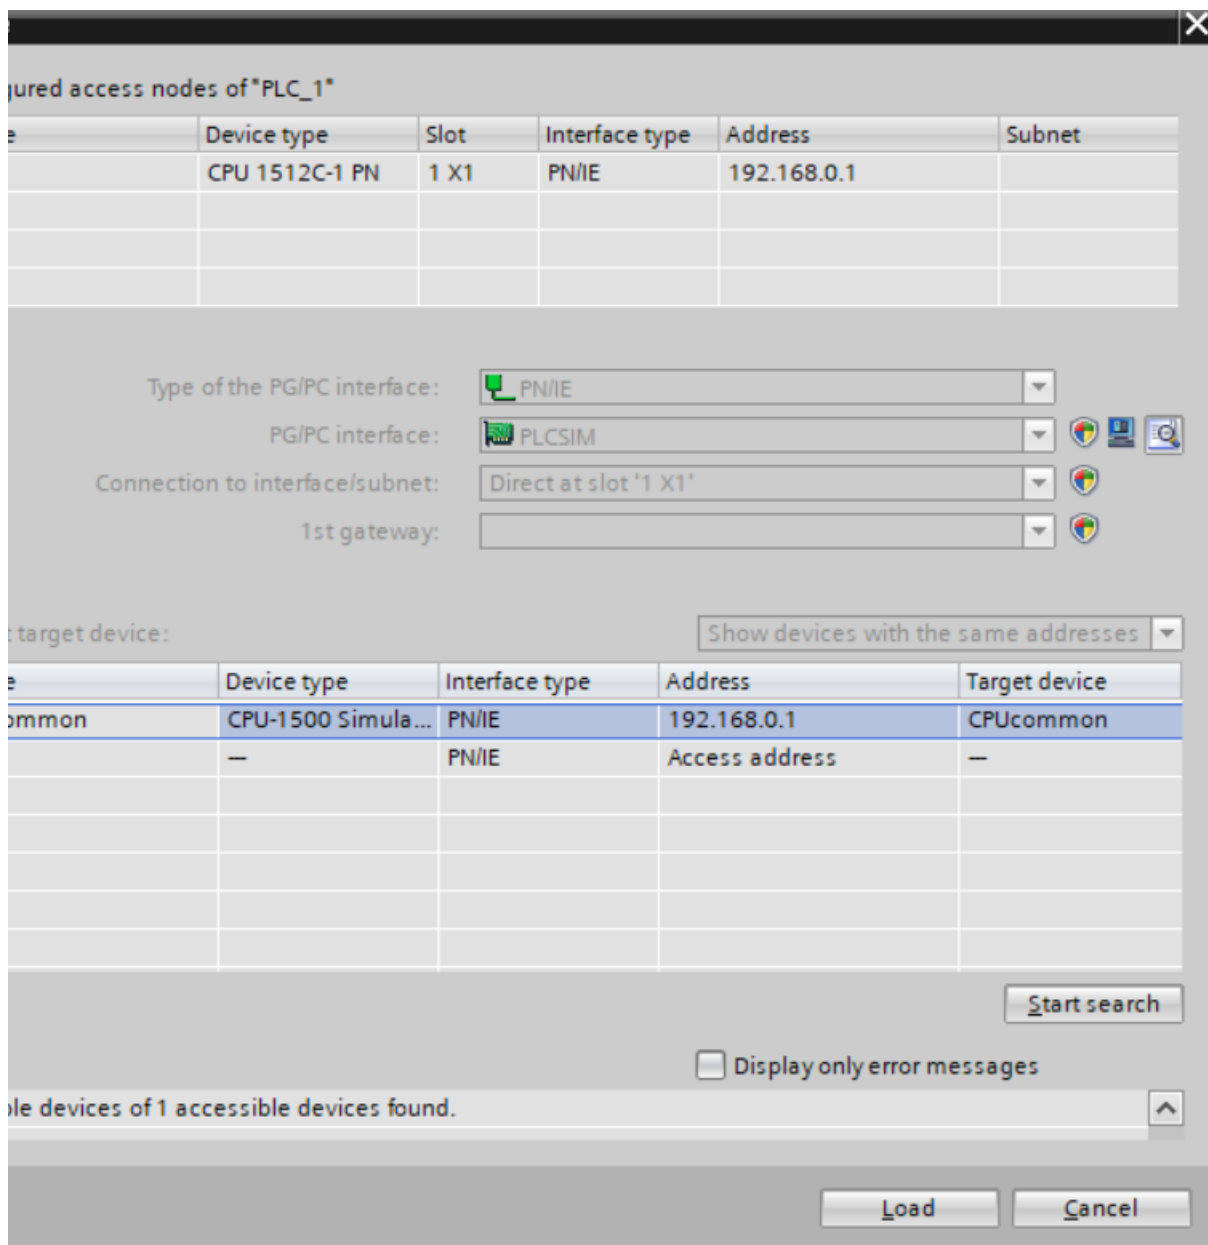 gured access nodes of "PLC_1"
Device type Slot Interface type Address Subnet
CPU 1512C-1 PN 1 X1 PN/IE 192.168.0.1
Type of the PG/PC interface: PN/IE
PG/PC interface: PLCSIM
Connection to interface/subnet: Direct at slot '1 X1'
1st gateway:
t target device: Show devices with the same addresses
e Device type Interface type Address Target device
ommon CPU-1500 Simula... PN/IE 192.168.0.1 CPUcommon
— PN/IE Access address —
Start search
Display only error messages
ble devices of 1 accessible devices found.
Load Cancel